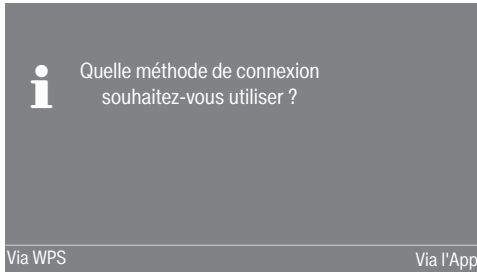 Quelle méthode de connexion
souhaitez-vous utiliser ?
Via WPS
Via l'App